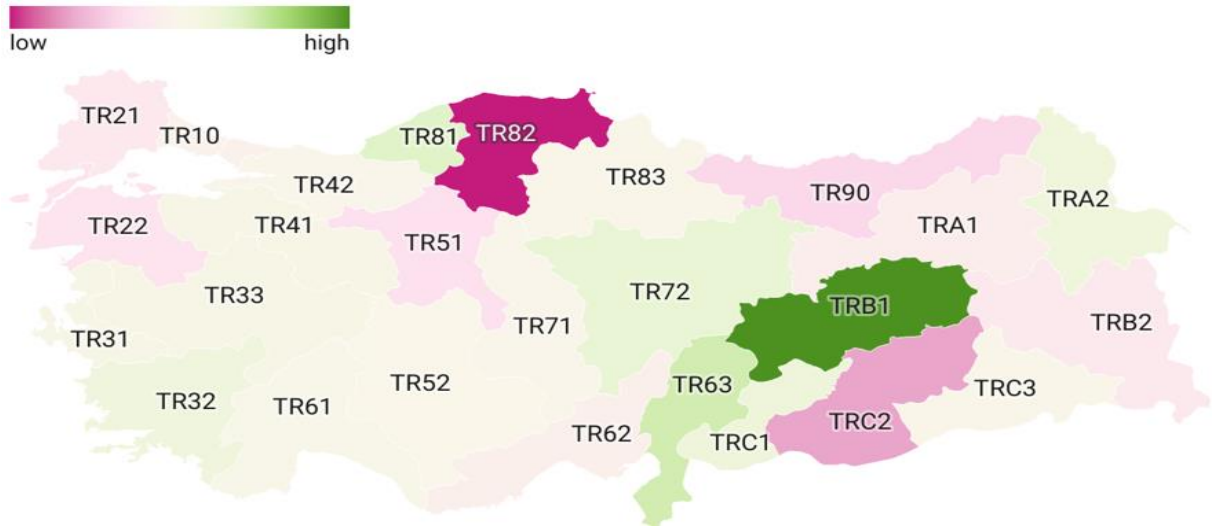 low high
TR21
TR10
TR81 TR82
TR42
TR83
TR90
TRA2
TR22
TR41
TR51
TRA1
TR33
TR72
TRB1
TR31
TR71
TRB2
TR32
TR61
TR52
TR63
TRC3
TR62
TRC1
TRC2